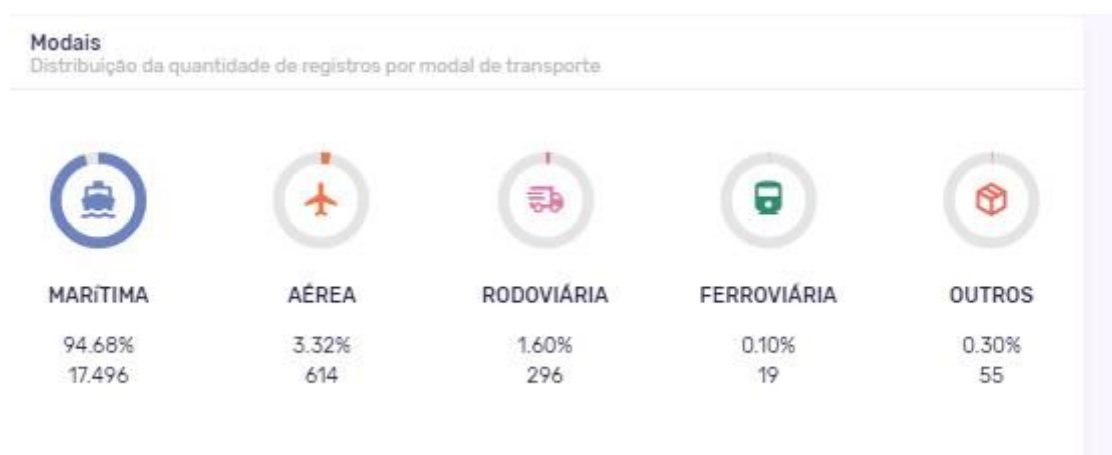 Modais
Distribuição da quantidade de registros por modal de transporte
MARíTIMA
94.68%
17.496
AÉREA
3.32%
614
RODOVIÁRIA
1.60%
296
FERROVIÁRIA
0.10%
19
OUTROS
0.30%
55